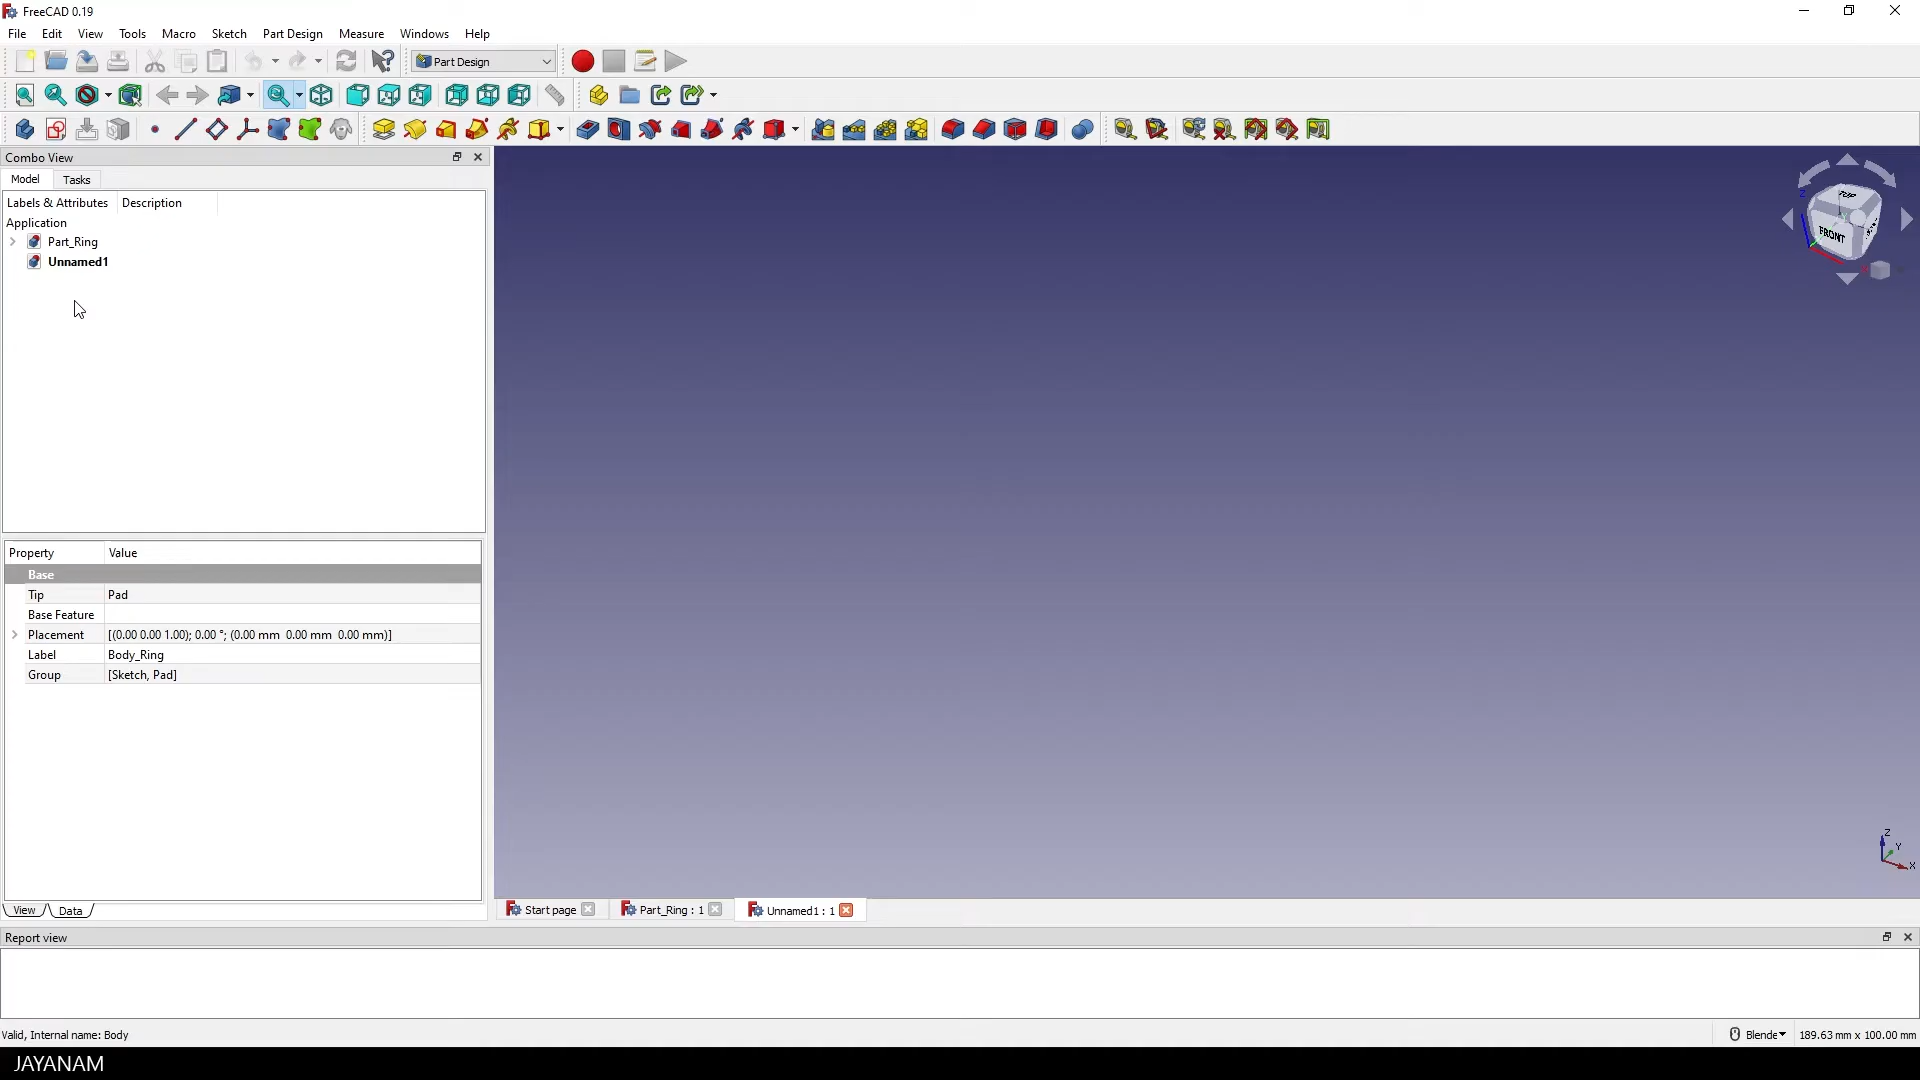 FreeCAD 0.19
File Edit View Tools Macro Sketch Part Design Measure Windows Help
Part Design
Combo View
Model Tasks
Labels & Attributes Description
Application
Part_Ring
Unnamed1
FRONT
Z
Property Value
Base
Tip Pad
Base Feature
Placement [(0.00 0.00 1.00); 0.00 °; (0.00 mm 0.00 mm 0.00 mm)]
Label Body_Ring
Group [Sketch, Pad]
Z
Y
X
View Data
Start page Part_Ring : 1 Unnamed1 : 1
Report view
Valid, Internal name: Body
Blende 189.63 mm x 100.00 mm
JAYANAM